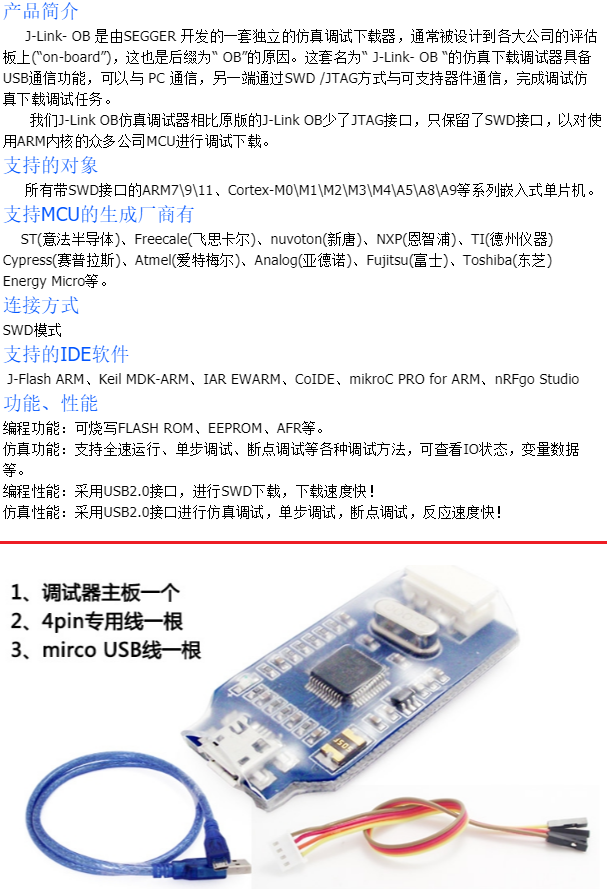 产品简介
J-Link- OB 是由SEGGER 开发的一套独立的仿真调试下载器，通常被设计到各大公司的评估
板上(“on-board”)，这也是后缀为“ OB”的原因。这套名为“ J-Link- OB “的仿真下载调试器具备
USB通信功能，可以与 PC 通信，另一端通过SWD /JTAG方式与可支持器件通信，完成调试仿
真下载调试任务。
我们J-Link OB仿真调试器相比原版的J-Link OB少了JTAG接口，只保留了SWD接口，以对使
用ARM内核的众多公司MCU进行调试下载。
支持的对象
所有带SWD接口的ARM7\9\11、Cortex-M0\M1\M2\M3\M4\A5\A8\A9等系列嵌入式单片机。
支持MCU的生成厂商有
ST(意法半导体)、Freecale(飞思卡尔)、nuvoton(新唐)、NXP(恩智浦)、TI(德州仪器)
Cypress(赛普拉斯)、Atmel(爱特梅尔)、Analog(亚德诺)、Fujitsu(富士)、Toshiba(东芝)
Energy Micro等。
连接方式
SWD模式
支持的IDE软件
J-Flash ARM、Keil MDK-ARM、IAR EWARM、CoIDE、mikroC PRO for ARM、nRFgo Studio
功能、性能
编程功能：可烧写FLASH ROM、EEPROM、AFR等。
仿真功能：支持全速运行、单步调试、断点调试等各种调试方法，可查看IO状态，变量数据
等。
编程性能：采用USB2.0接口，进行SWD下载，下载速度快！
仿真性能：采用USB2.0接口进行仿真调试，单步调试，断点调试，反应速度快！
1、调试器主板一个
2、4pin专用线一根
3、mirco USB线一根